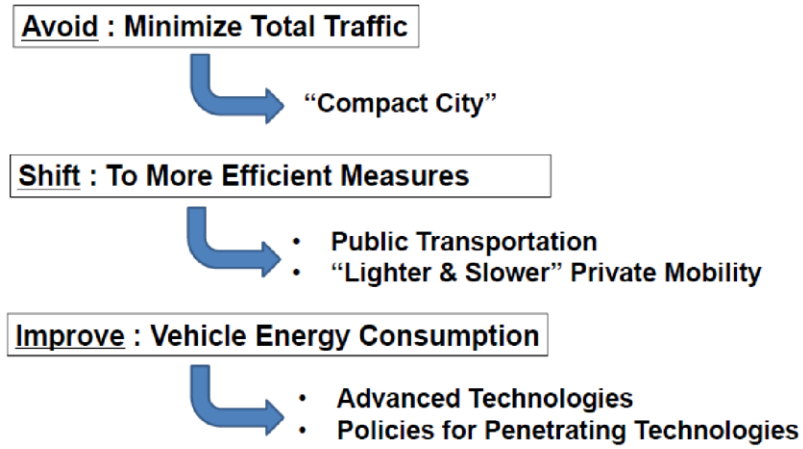 Avoid : Minimize Total Traffic
“Compact City”
Shift : To More Efficient Measures
• Public Transportation
• “Lighter & Slower” Private Mobility
Improve : Vehicle Energy Consumption
• Advanced Technologies
• Policies for Penetrating Technologies